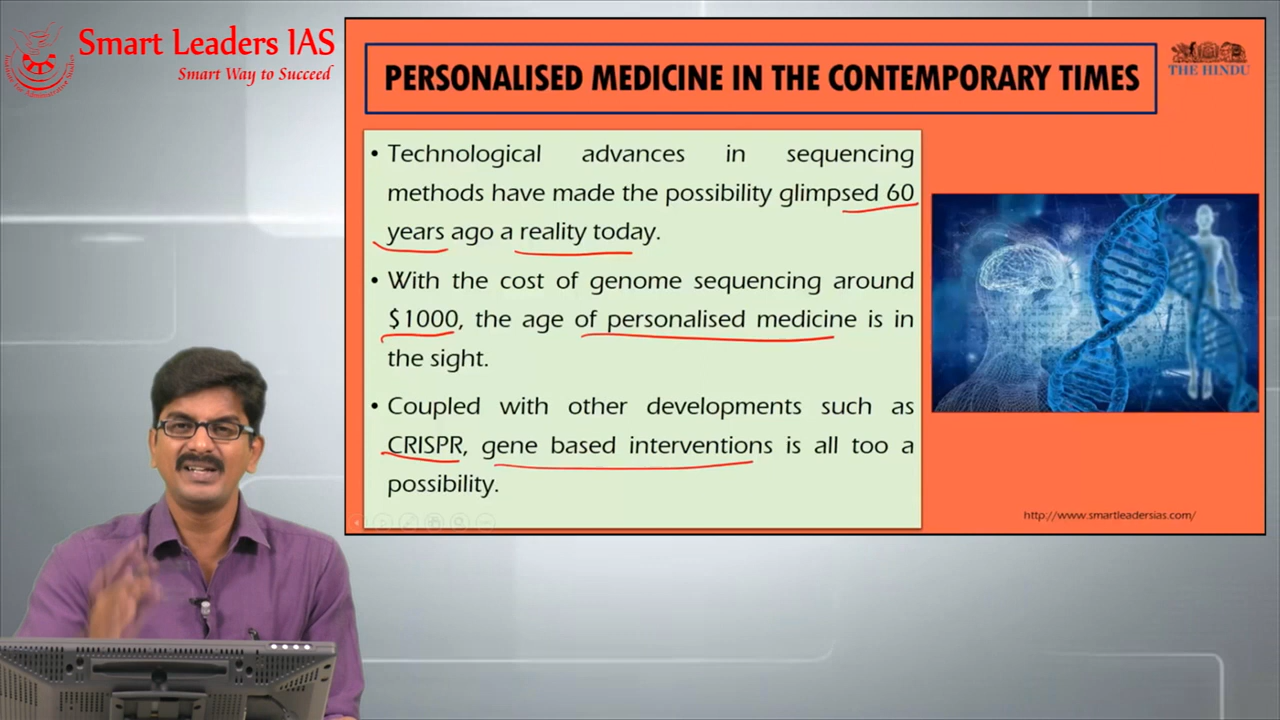 Smart Leaders IAS
Smart Way to Succeed
PERSONALISED MEDICINE IN THE CONTEMPORARY TIMES
THE HINDU
• Technological advances in sequencing
methods have made the possibility glimpsed 60
years ago a reality today.
• With the cost of genome sequencing around
$1000, the age of personalised medicine is in
the sight.
• Coupled with other developments such as
CRISPR, gene based interventions is all too a
possibility.
http://www.smartleadersias.com/